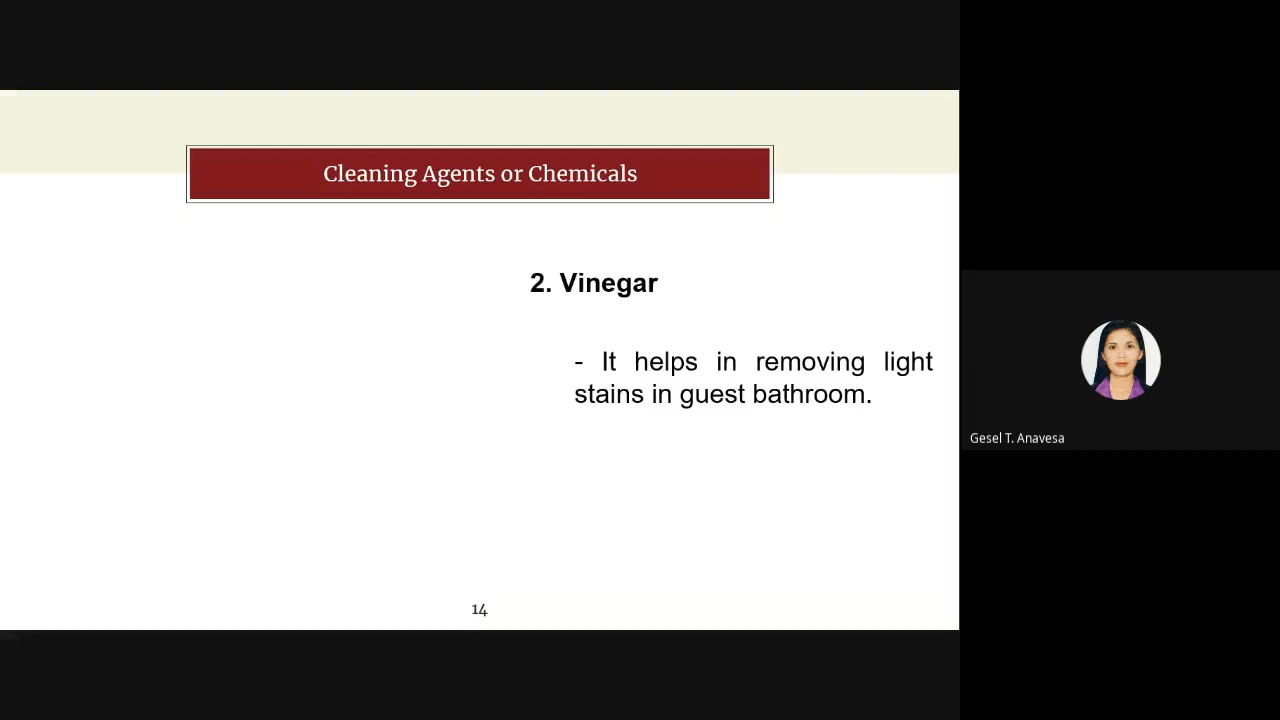 Cleaning Agents or Chemicals
2. Vinegar
- It helps in removing light
stains in guest bathroom.
14
Gesel T. Anavesa